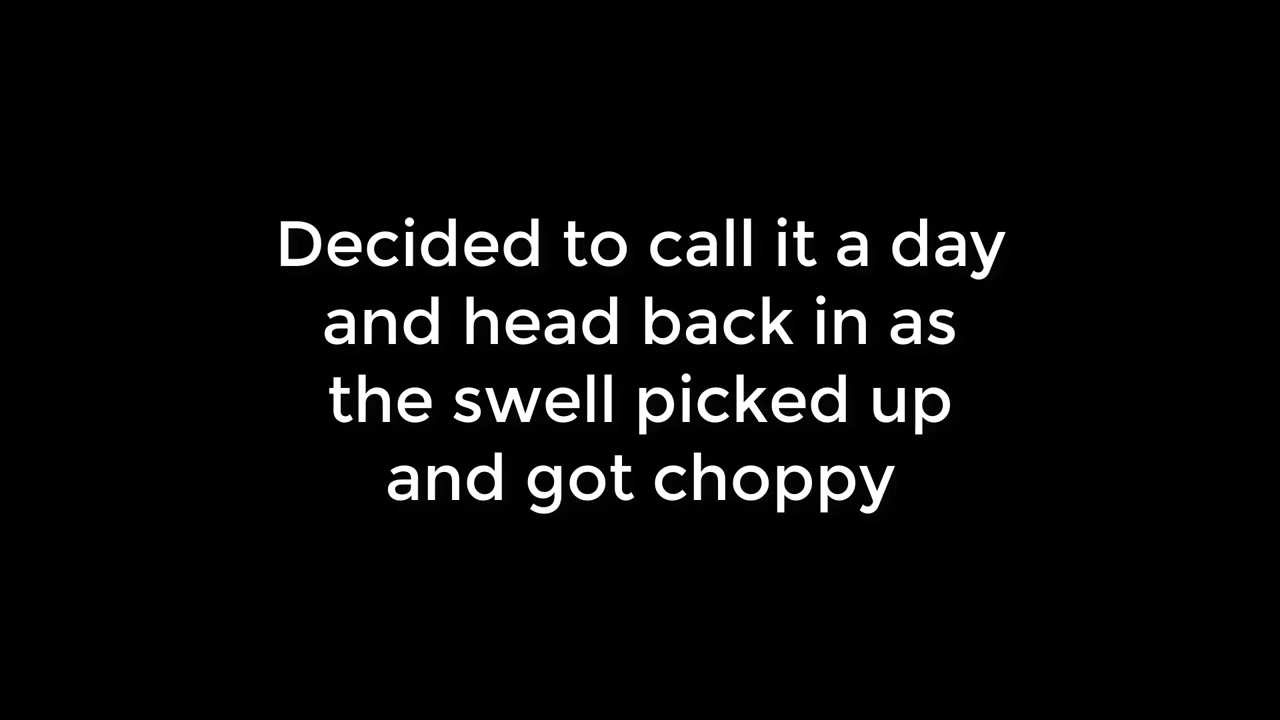 Decided to call it a day
and head back in as
the swell picked up
and got choppy